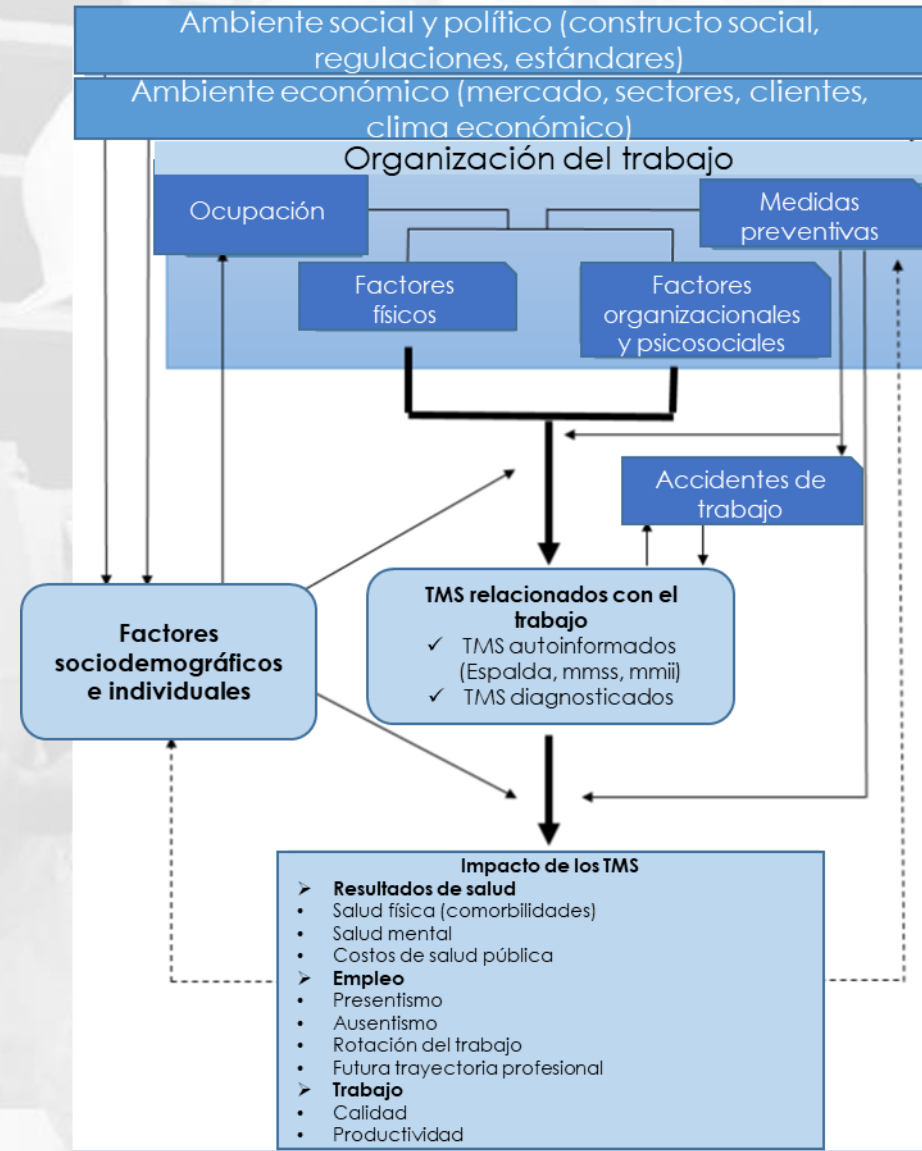 Ambiente social y político (constructo social,
regulaciones, estándares)
Ambiente económico (mercado, sectores, clientes,
clima económico)
Organización del trabajo
Ocupación
Medidas
preventivas
Factores
físicos
Factores
organizacionales
y psicosociales
Accidentes de
trabajo
Factores
sociodemográficos
e individuales
TMS relacionados con el
trabajo
✓ TMS autoinformados
(Espalda, mmss, mmii)
✓ TMS diagnosticados
Impacto de los TMS
➢ Resultados de salud
• Salud física (comorbilidades)
• Salud mental
• Costos de salud pública
➢ Empleo
• Presentismo
• Ausentismo
• Rotación del trabajo
• Futura trayectoria profesional
➢ Trabajo
• Calidad
• Productividad